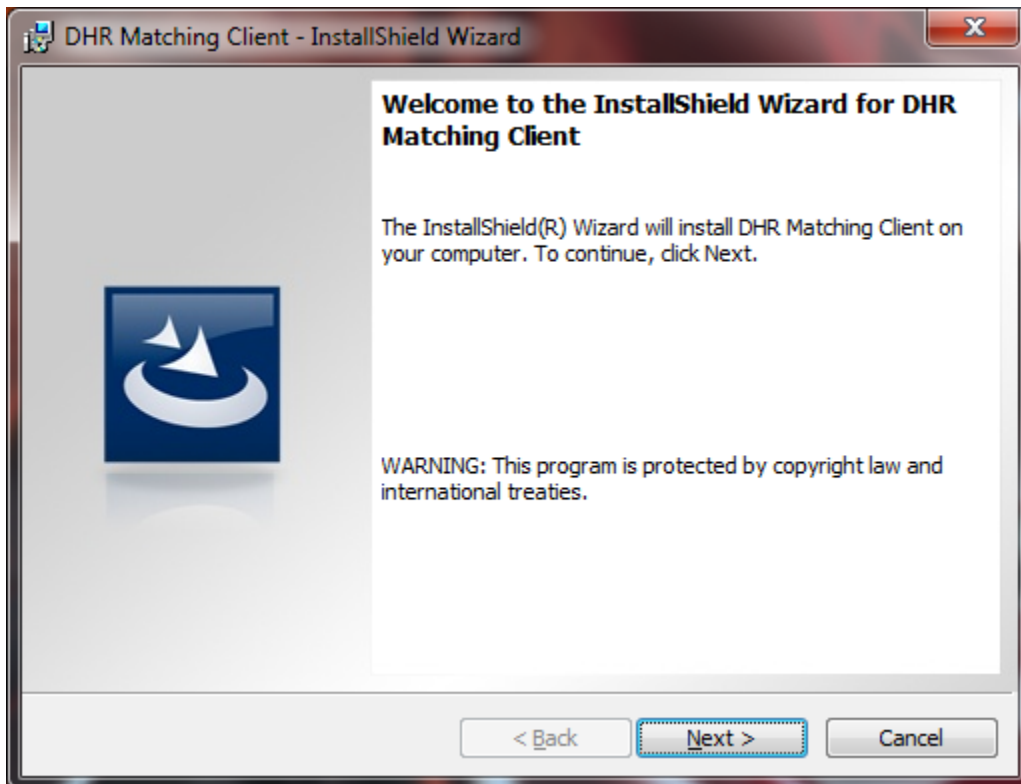 DHR Matching Client - InstallShield Wizard
Welcome to the InstallShield Wizard for DHR
Matching Client
The InstallShield(R) Wizard will install DHR Matching Client on
your computer. To continue, click Next.
WARNING: This program is protected by copyright law and
international treaties.
< Back Next > Cancel